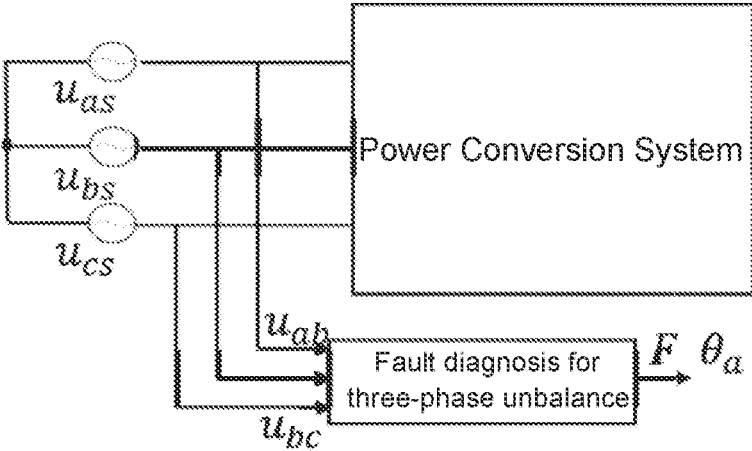 u_as
Power Conversion System
u_bs
u_cs
u_ab
Fault diagnosis for
three-phase unbalance
F θ_a
u_bc